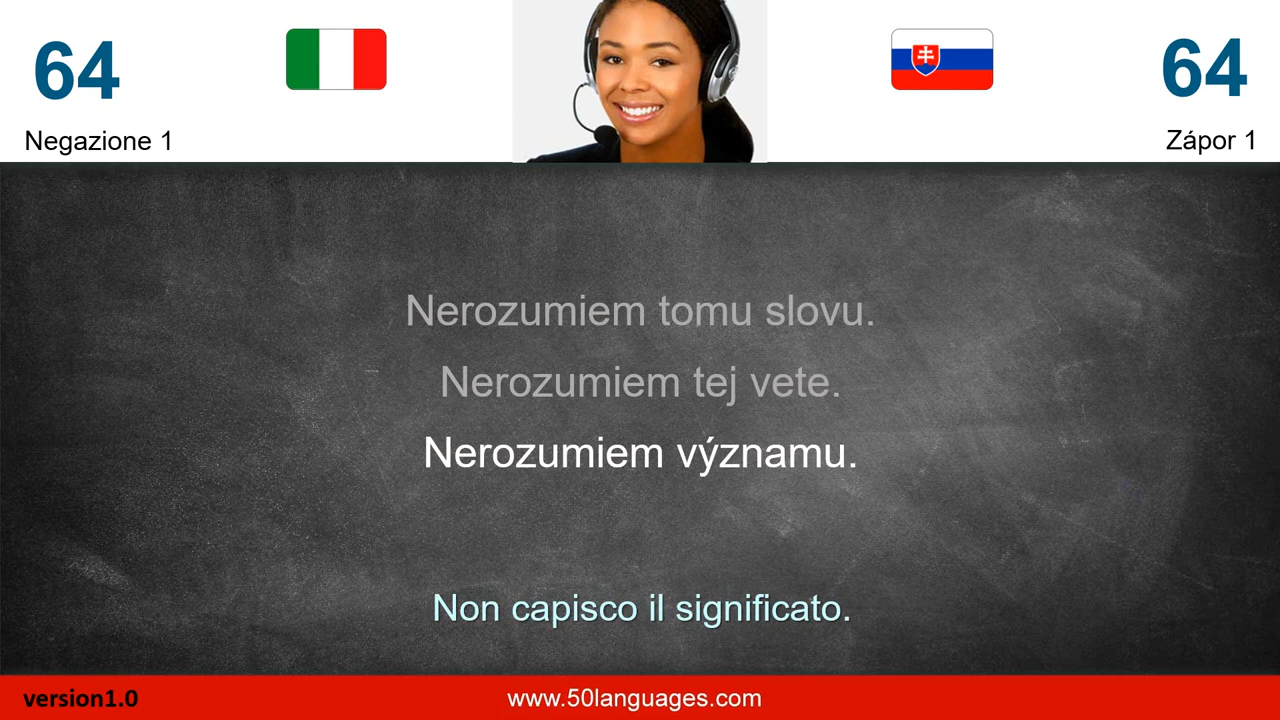 64
64
Negazione 1
Zápor 1
Nerozumiem tomu slovu.
Nerozumiem tej vete.
Nerozumiem významu.
Non capisco il significato.
version1.0
www.50languages.com